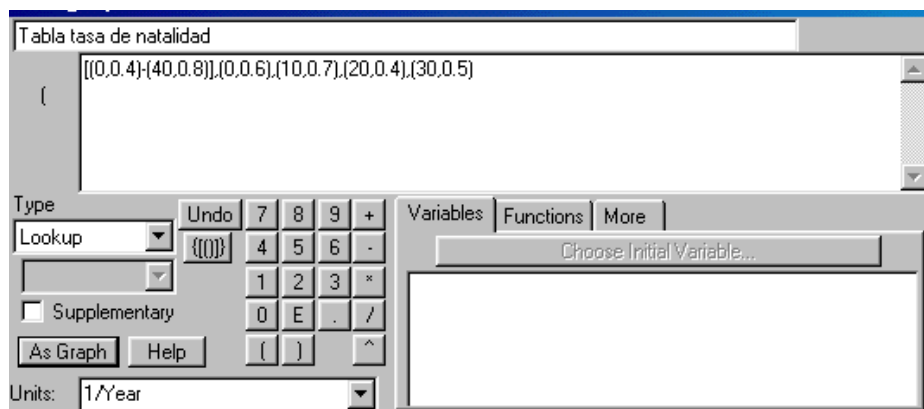 Tabla tasa de natalidad
(
[(0,0.4)-(40,0.8)],(0,0.6),(10,0.7),(20,0.4),(30,0.5)
Type
Lookup
Undo 7 8 9 +
{[()]} 4 5 6 -
1 2 3 *
0 E . /
( ) ^
Supplementary
As Graph Help
Units: 1/Year
Variables Functions More
Choose Initial Variable...